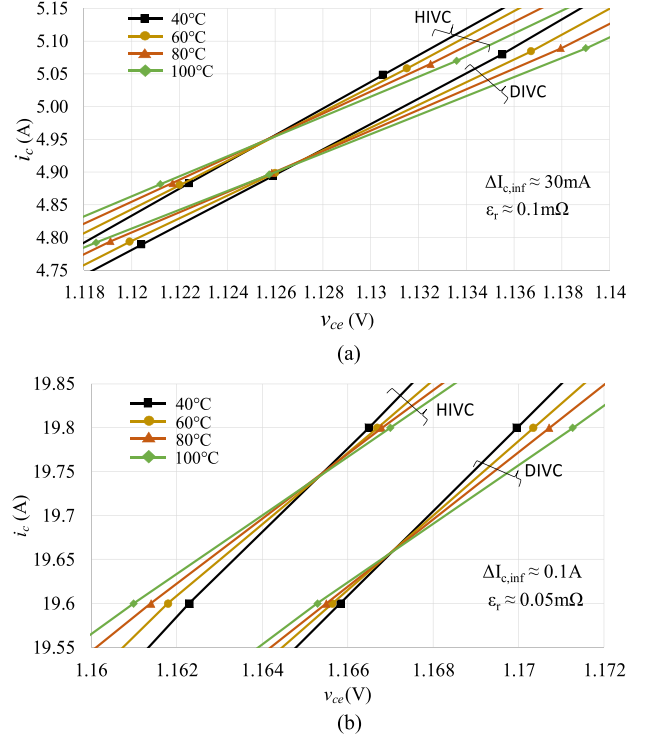 5.15
5.10
5.05
5.00
4.95
4.90
4.85
4.80
4.75
i_c (A)
40°C
60°C
80°C
100°C
HIVC
DIVC
ΔI_c,inf ≈ 30mA
ε_r ≈ 0.1mΩ
1.118 1.12 1.122 1.124 1.126 1.128 1.13 1.132 1.134 1.136 1.138 1.14
v_ce (V)
(a)
19.85
19.8
19.75
19.7
19.65
19.6
19.55
i_c (A)
40°C
60°C
80°C
100°C
HIVC
DIVC
ΔI_c,inf ≈ 0.1A
ε_r ≈ 0.05mΩ
1.16 1.162 1.164 1.166 1.168 1.17 1.172
v_ce (V)
(b)